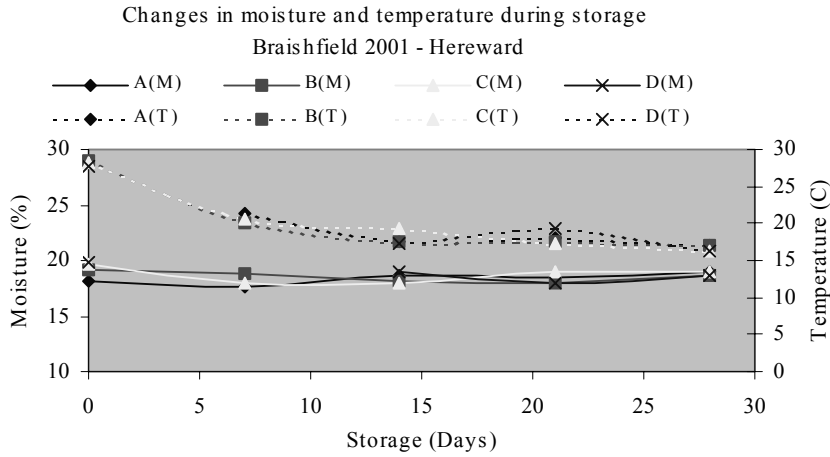 Changes in moisture and temperature during storage
Braishfield 2001 - Hereward
A(M) B(M) C(M) D(M)
A(T) B(T) C(T) D(T)
30
25
20
15
10
Moisture (%)
30
25
20
15
10
5
0
Temperature (C)
0 5 10 15 20 25 30
Storage (Days)